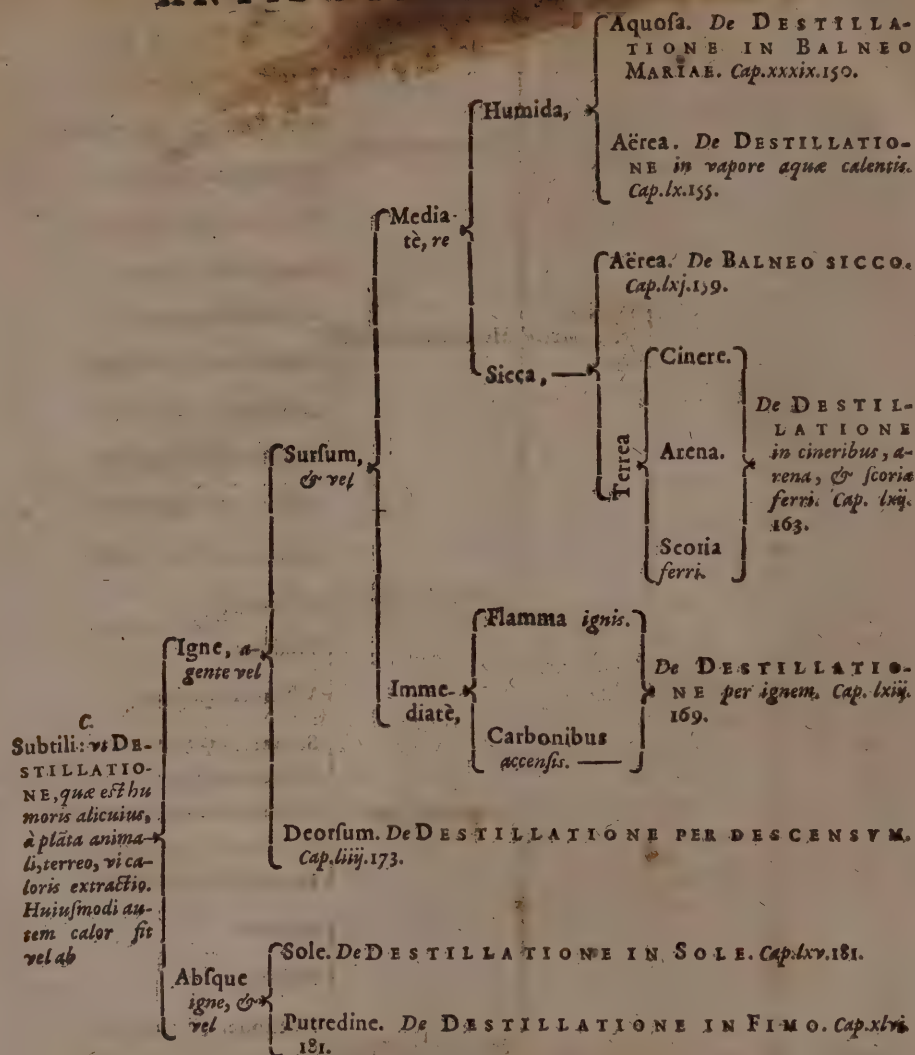 Aquoſa. De DESTILLA-
TIONE IN BALNEO
MARIAE. Cap.xxxix.150.
Humida,
Aërea. De DESTILLATIO-
NE in vapore aquæ calentis.
Cap.lx.155.
Media-
tè, re
Aërea. De BALNEO SICCO.
Cap.lxj.159.
Sicca,
Terrea
Cinere.
Arena.
Scoria
ferri.
De DESTIL-
LATIONE
in cineribus, a-
rena, & ſcoria
ferri. Cap. lxij.
163.
Surſum,
& vel
Flamma ignis.
Imme-
diatè,
Carbonibus
accenſis.
De DESTILLATIO-
NE per ignem, Cap. lxiij.
169.
Igne, a-
gente vel
C.
Subtili: vt DE-
STILLATIO-
NE, quæ eſt hu
moris alicuius,
à plāta anima-
li, terreo, vi ca-
loris extractio.
Huiuſmodi au-
tem calor fit
vel ab
Deorſum. De DESTILLATIONE PER DESCENSVM.
Cap.liiij.173.
Abſque
igne, &
vel
Sole. De DESTILLATIONE IN SOLE. Cap.lxv.181.
Putredine. De DESTILLATIONE IN FIMO. Cap.xlvi.
181.